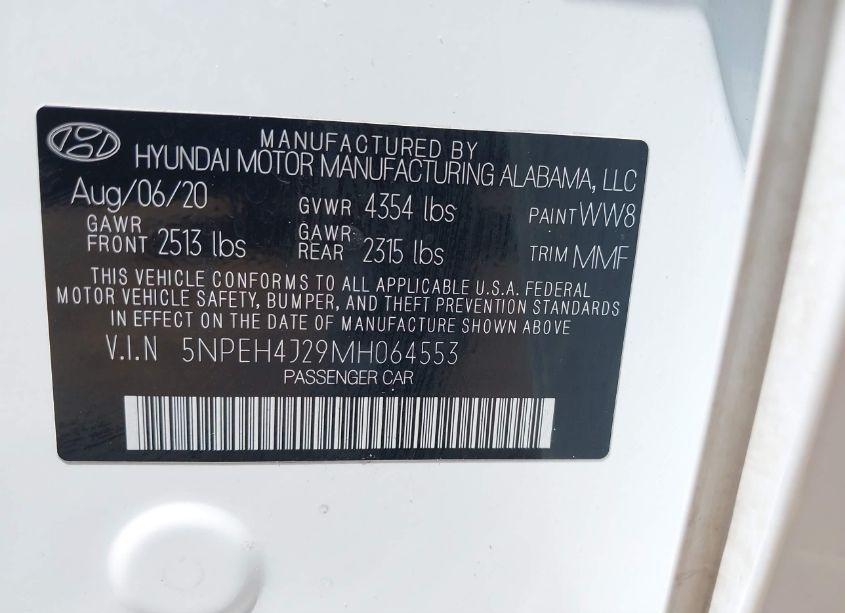 MANUFACTURED BY
HYUNDAI MOTOR MANUFACTURING ALABAMA, LLC
Aug/06/20 GVWR 4354 lbs PAINT WW8
GAWR FRONT 2513 lbs GAWR: REAR 2315 lbs TRIM MMF
THIS VEHICLE CONFORMS TO ALL APPLICABLE U.S.A. FEDERAL
MOTOR VEHICLE SAFETY, BUMPER, AND THEFT PREVENTION STANDARDS
IN EFFECT ON THE DATE OF MANUFACTURE SHOWN ABOVE
V.I.N 5NPEH4J29MH064553
PASSENGER CAR